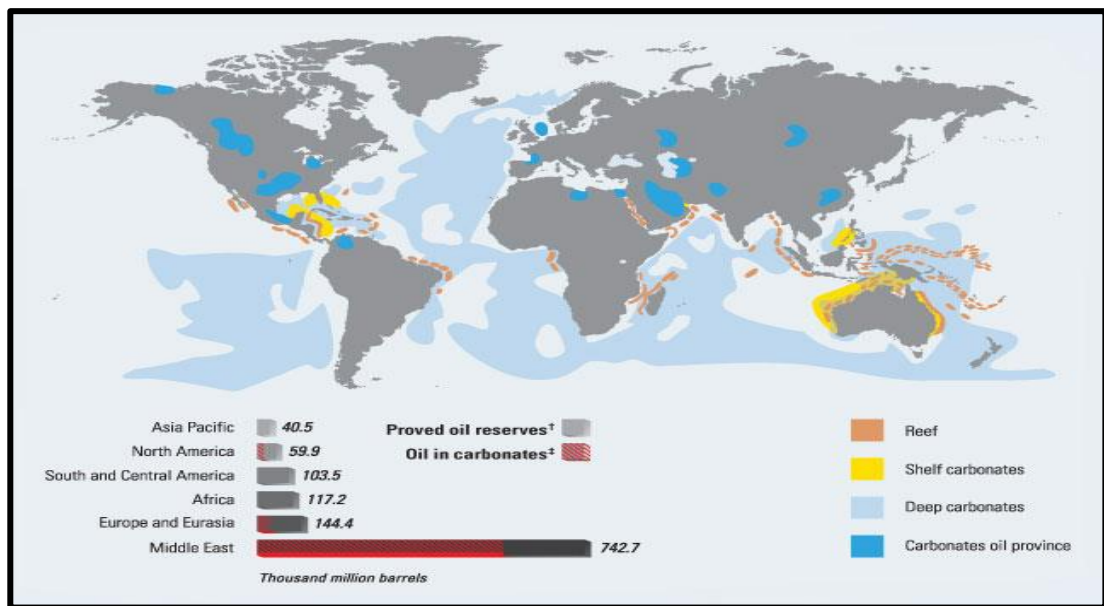 Asia Pacific 40.5
North America 59.9
South and Central America 103.5
Africa 117.2
Europe and Eurasia 144.4
Middle East 742.7
Thousand million barrels
Proved oil reserves†
Oil in carbonates‡
Reef
Shelf carbonates
Deep carbonates
Carbonates oil province